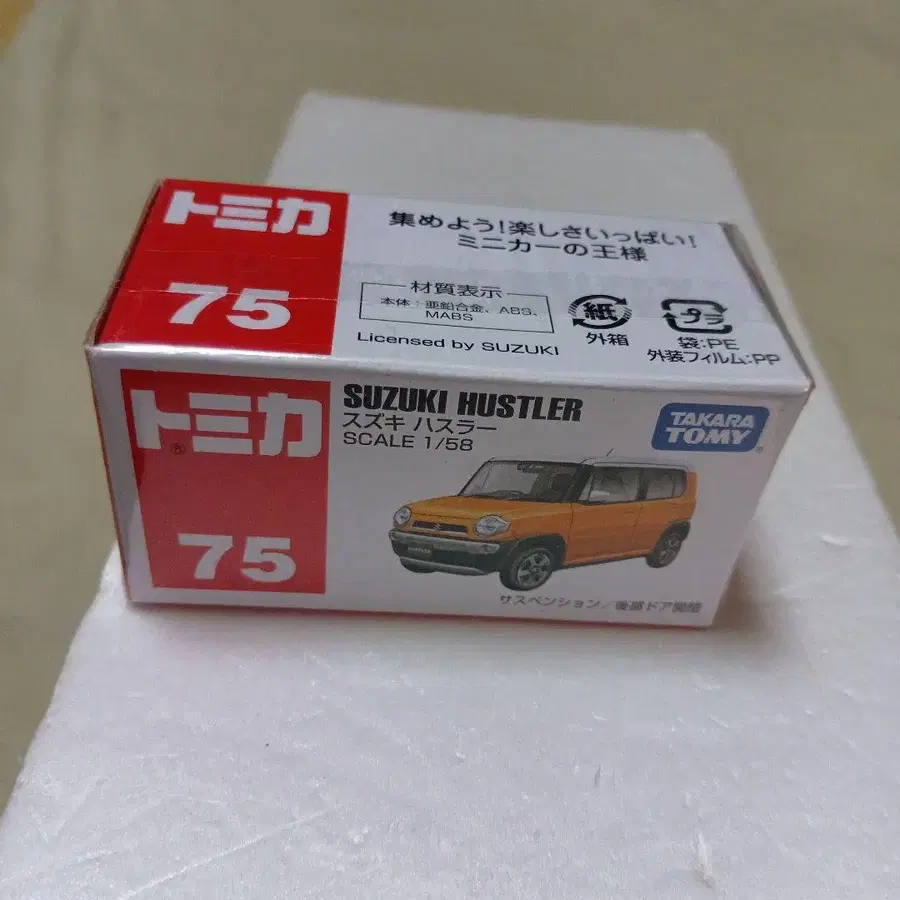 トミカ
75
集めよう!楽しさいっぱい!
ミニカーの王様
材質表示
本体:亜鉛合金、ABS、
MABS
Licensed by SUZUKI
紙
外箱
プラ
袋:PE
外装フィルム:PP
トミカ
®
75
SUZUKI HUSTLER
スズキ ハスラー
SCALE 1/58
TAKARA
TOMY
®
サスペンション/後部ドア開閉